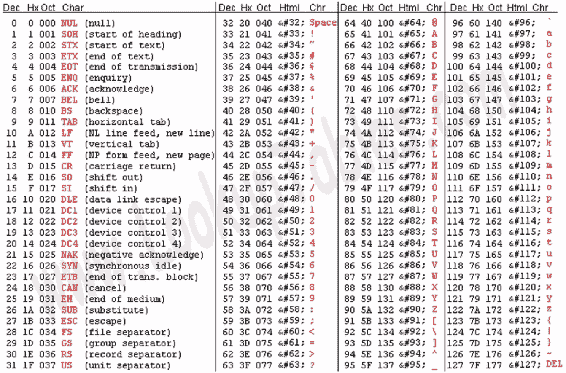 Dec Hx Oct Char Dec Hx Oct Html Chr Dec Hx Oct Html Chr Dec Hx Oct Html Chr
0 0 000 NUL (null) 32 20 040 &#32; Space 64 40 100 &#64; @ 96 60 140 &#96; `
1 1 001 SOH (start of heading) 33 21 041 &#33; ! 65 41 101 &#65; A 97 61 141 &#97; a
2 2 002 STX (start of text) 34 22 042 &#34; " 66 42 102 &#66; B 98 62 142 &#98; b
3 3 003 ETX (end of text) 35 23 043 &#35; # 67 43 103 &#67; C 99 63 143 &#99; c
4 4 004 EOT (end of transmission) 36 24 044 &#36; $ 68 44 104 &#68; D 100 64 144 &#100; d
5 5 005 ENQ (enquiry) 37 25 045 &#37; % 69 45 105 &#69; E 101 65 145 &#101; e
6 6 006 ACK (acknowledge) 38 26 046 &#38; & 70 46 106 &#70; F 102 66 146 &#102; f
7 7 007 BEL (bell) 39 27 047 &#39; ' 71 47 107 &#71; G 103 67 147 &#103; g
8 8 010 BS (backspace) 40 28 050 &#40; ( 72 48 110 &#72; H 104 68 150 &#104; h
9 9 011 TAB (horizontal tab) 41 29 051 &#41; ) 73 49 111 &#73; I 105 69 151 &#105; i
10 A 012 LF (NL line feed, new line) 42 2A 052 &#42; * 74 4A 112 &#74; J 106 6A 152 &#106; j
11 B 013 VT (vertical tab) 43 2B 053 &#43; + 75 4B 113 &#75; K 107 6B 153 &#107; k
12 C 014 FF (NP form feed, new page) 44 2C 054 &#44; , 76 4C 114 &#76; L 108 6C 154 &#108; l
13 D 015 CR (carriage return) 45 2D 055 &#45; - 77 4D 115 &#77; M 109 6D 155 &#109; m
14 E 016 SO (shift out) 46 2E 056 &#46; . 78 4E 116 &#78; N 110 6E 156 &#110; n
15 F 017 SI (shift in) 47 2F 057 &#47; / 79 4F 117 &#79; O 111 6F 157 &#111; o
16 10 020 DLE (data link escape) 48 30 060 &#48; 0 80 50 120 &#80; P 112 70 160 &#112; p
17 11 021 DC1 (device control 1) 49 31 061 &#49; 1 81 51 121 &#81; Q 113 71 161 &#113; q
18 12 022 DC2 (device control 2) 50 32 062 &#50; 2 82 52 122 &#82; R 114 72 162 &#114; r
19 13 023 DC3 (device control 3) 51 33 063 &#51; 3 83 53 123 &#83; S 115 73 163 &#115; s
20 14 024 DC4 (device control 4) 52 34 064 &#52; 4 84 54 124 &#84; T 116 74 164 &#116; t
21 15 025 NAK (negative acknowledge) 53 35 065 &#53; 5 85 55 125 &#85; U 117 75 165 &#117; u
22 16 026 SYN (synchronous idle) 54 36 066 &#54; 6 86 56 126 &#86; V 118 76 166 &#118; v
23 17 027 ETB (end of trans. block) 55 37 067 &#55; 7 87 57 127 &#87; W 119 77 167 &#119; w
24 18 030 CAN (cancel) 56 38 070 &#56; 8 88 58 130 &#88; X 120 78 170 &#120; x
25 19 031 EM (end of medium) 57 39 071 &#57; 9 89 59 131 &#89; Y 121 79 171 &#121; y
26 1A 032 SUB (substitute) 58 3A 072 &#58; : 90 5A 132 &#90; Z 122 7A 172 &#122; z
27 1B 033 ESC (escape) 59 3B 073 &#59; ; 91 5B 133 &#91; [ 123 7B 173 &#123; {
28 1C 034 FS (file separator) 60 3C 074 &#60; < 92 5C 134 &#92; \ 124 7C 174 &#124; |
29 1D 035 GS (group separator) 61 3D 075 &#61; = 93 5D 135 &#93; ] 125 7D 175 &#125; }
30 1E 036 RS (record separator) 62 3E 076 &#62; > 94 5E 136 &#94; ^ 126 7E 176 &#126; ~
31 1F 037 US (unit separator) 63 3F 077 &#63; ? 95 5F 137 &#95; _ 127 7F 177 &#127; DEL